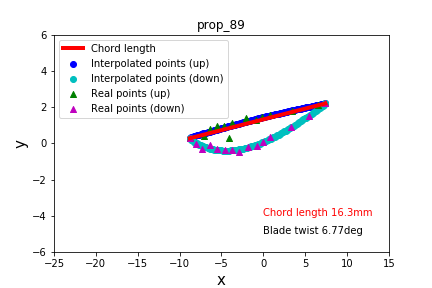 prop_89
Chord length
Interpolated points (up)
Interpolated points (down)
Real points (up)
Real points (down)
6
4
2
0
−2
−4
−6
y
Chord length 16.3mm
Blade twist 6.77deg
−25 −20 −15 −10 −5 0 5 10 15
x